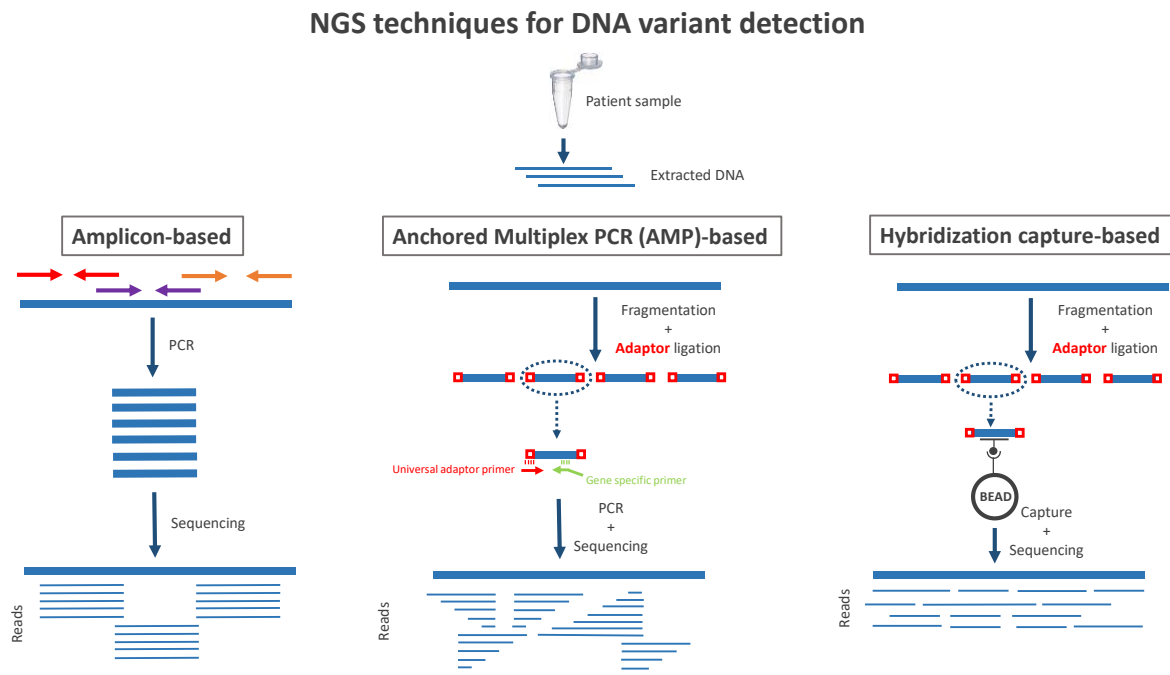 NGS techniques for DNA variant detection
Patient sample
Extracted DNA
Amplicon-based
PCR
Sequencing
Reads
Anchored Multiplex PCR (AMP)-based
Fragmentation
+
Adaptor ligation
Universal adaptor primer
Gene specific primer
PCR
+
Sequencing
Reads
Hybridization capture-based
Fragmentation
+
Adaptor ligation
BEAD
Capture
+
Sequencing
Reads